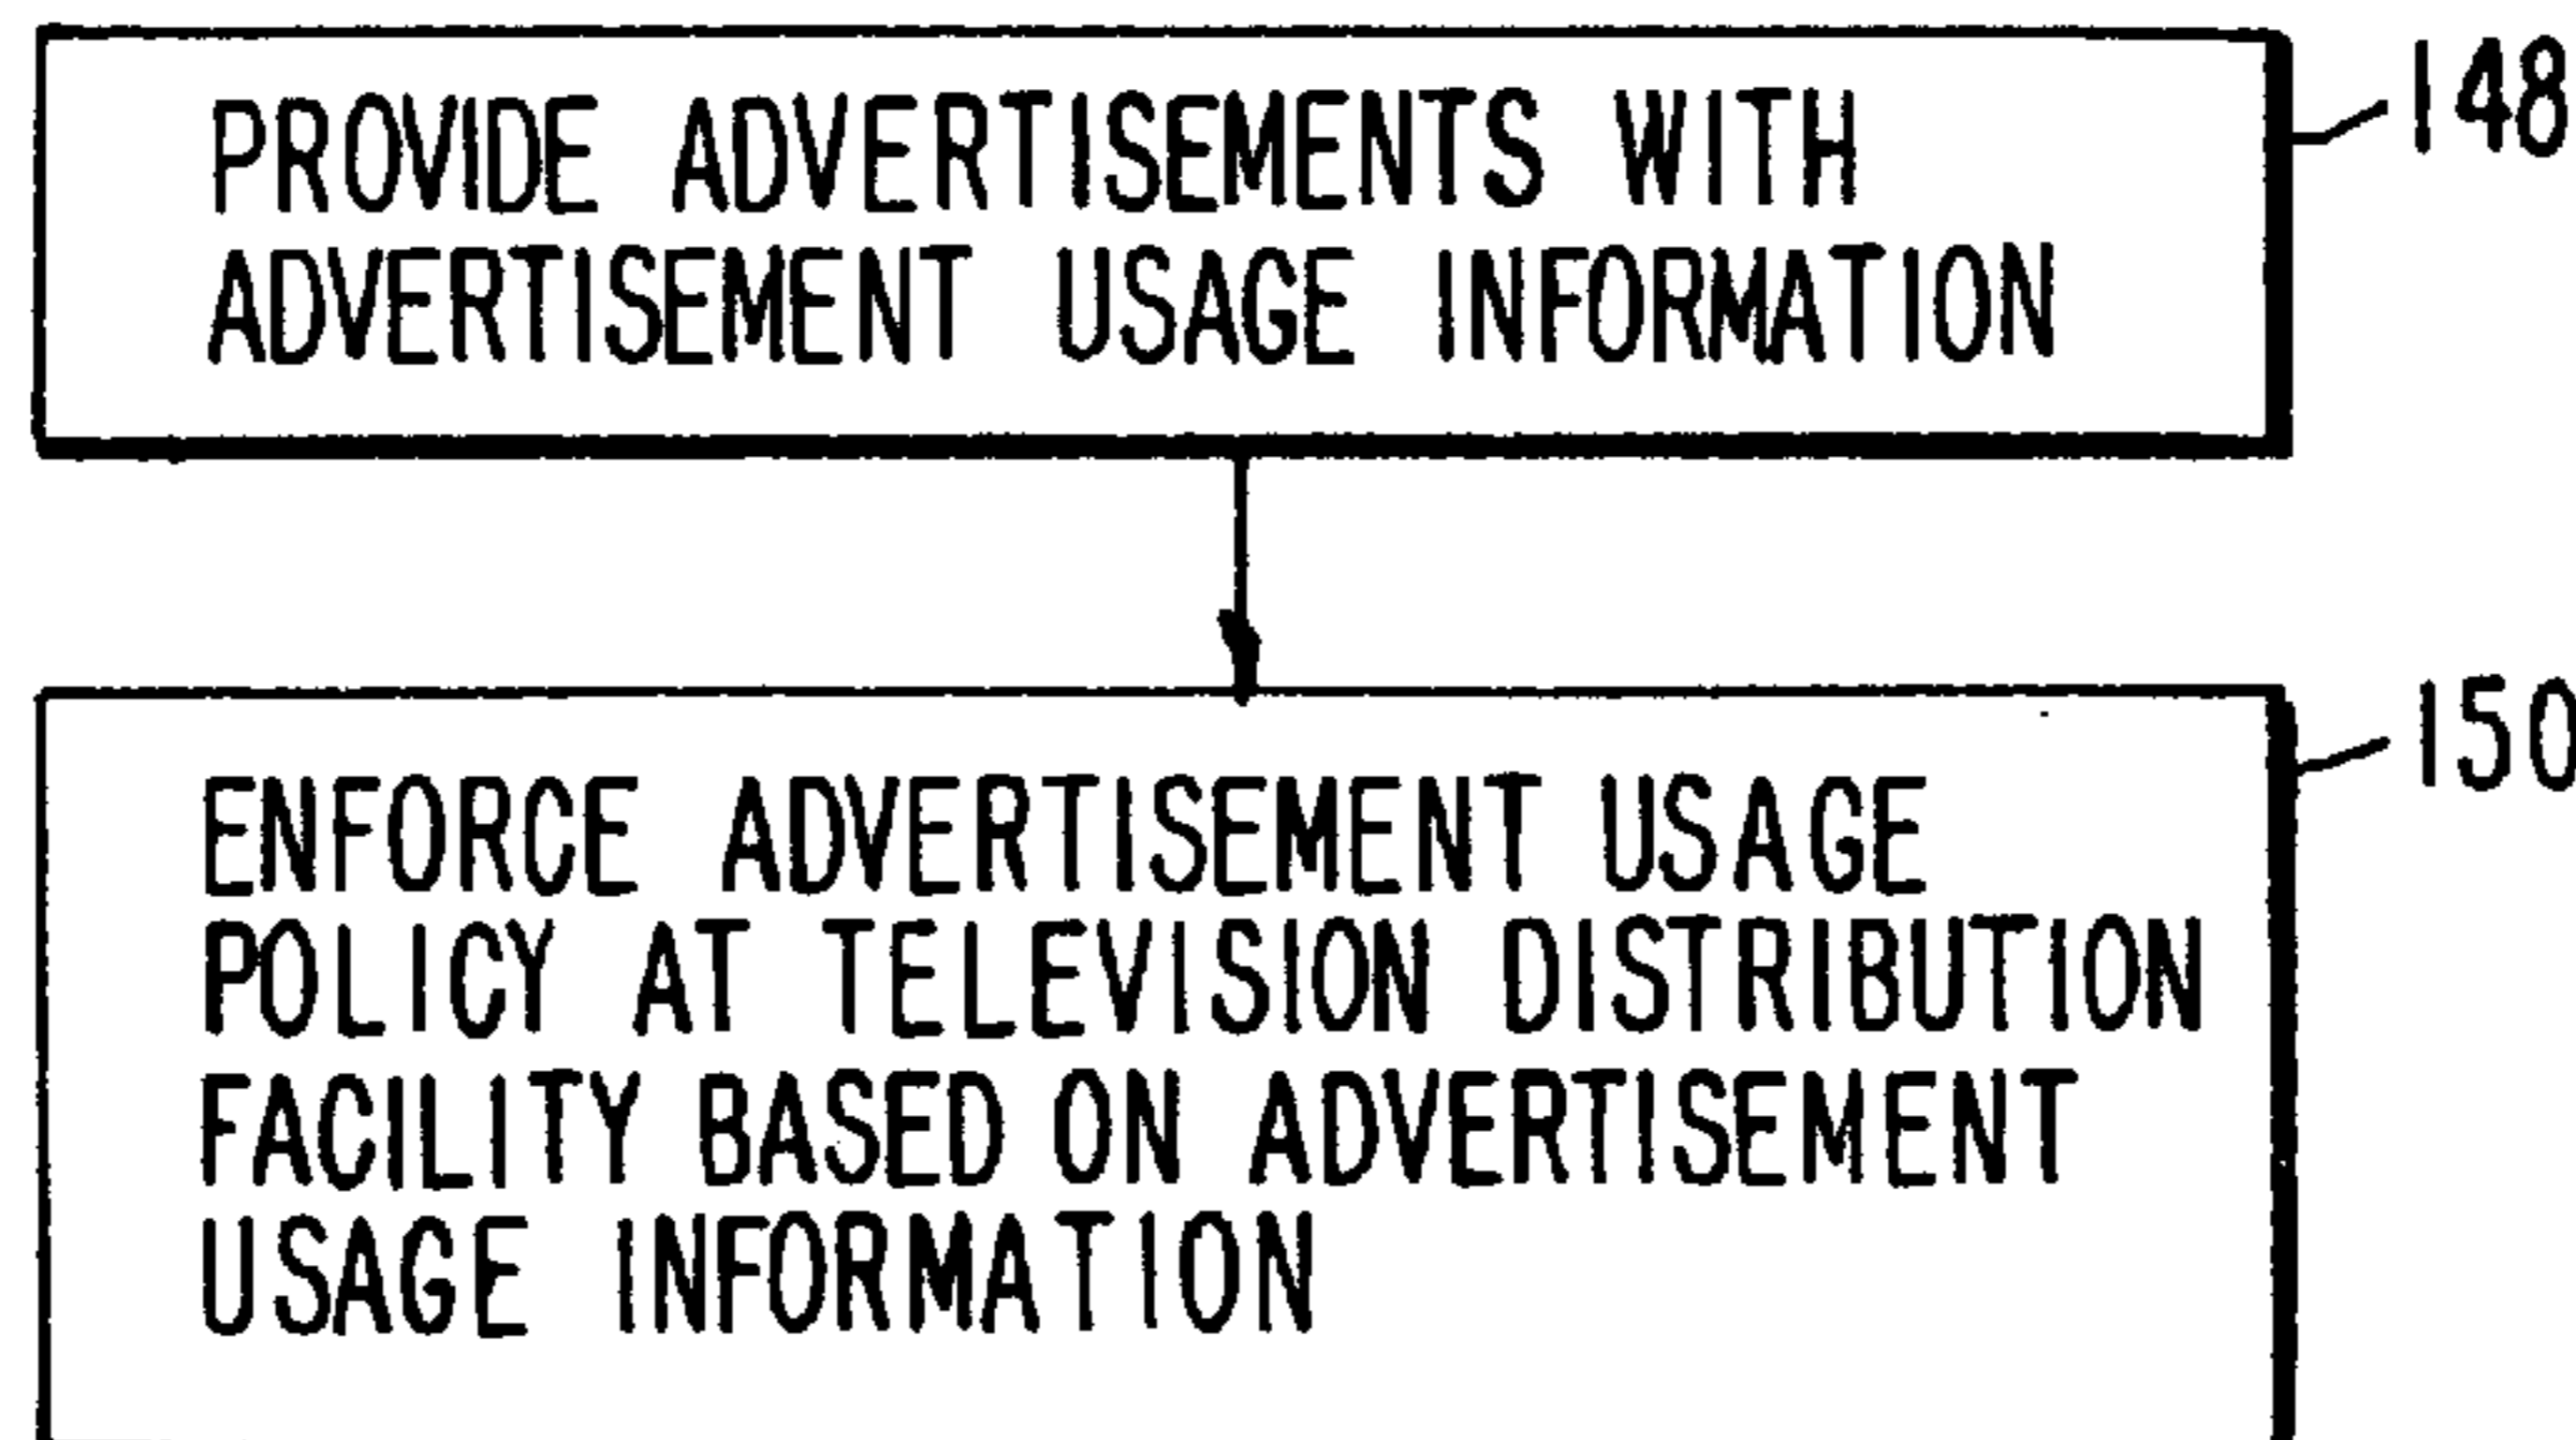 PROVIDE ADVERTISEMENTS WITH
ADVERTISEMENT USAGE INFORMATION
148
ENFORCE ADVERTISEMENT USAGE
POLICY AT TELEVISION DISTRIBUTION
FACILITY BASED ON ADVERTISEMENT
USAGE INFORMATION
150